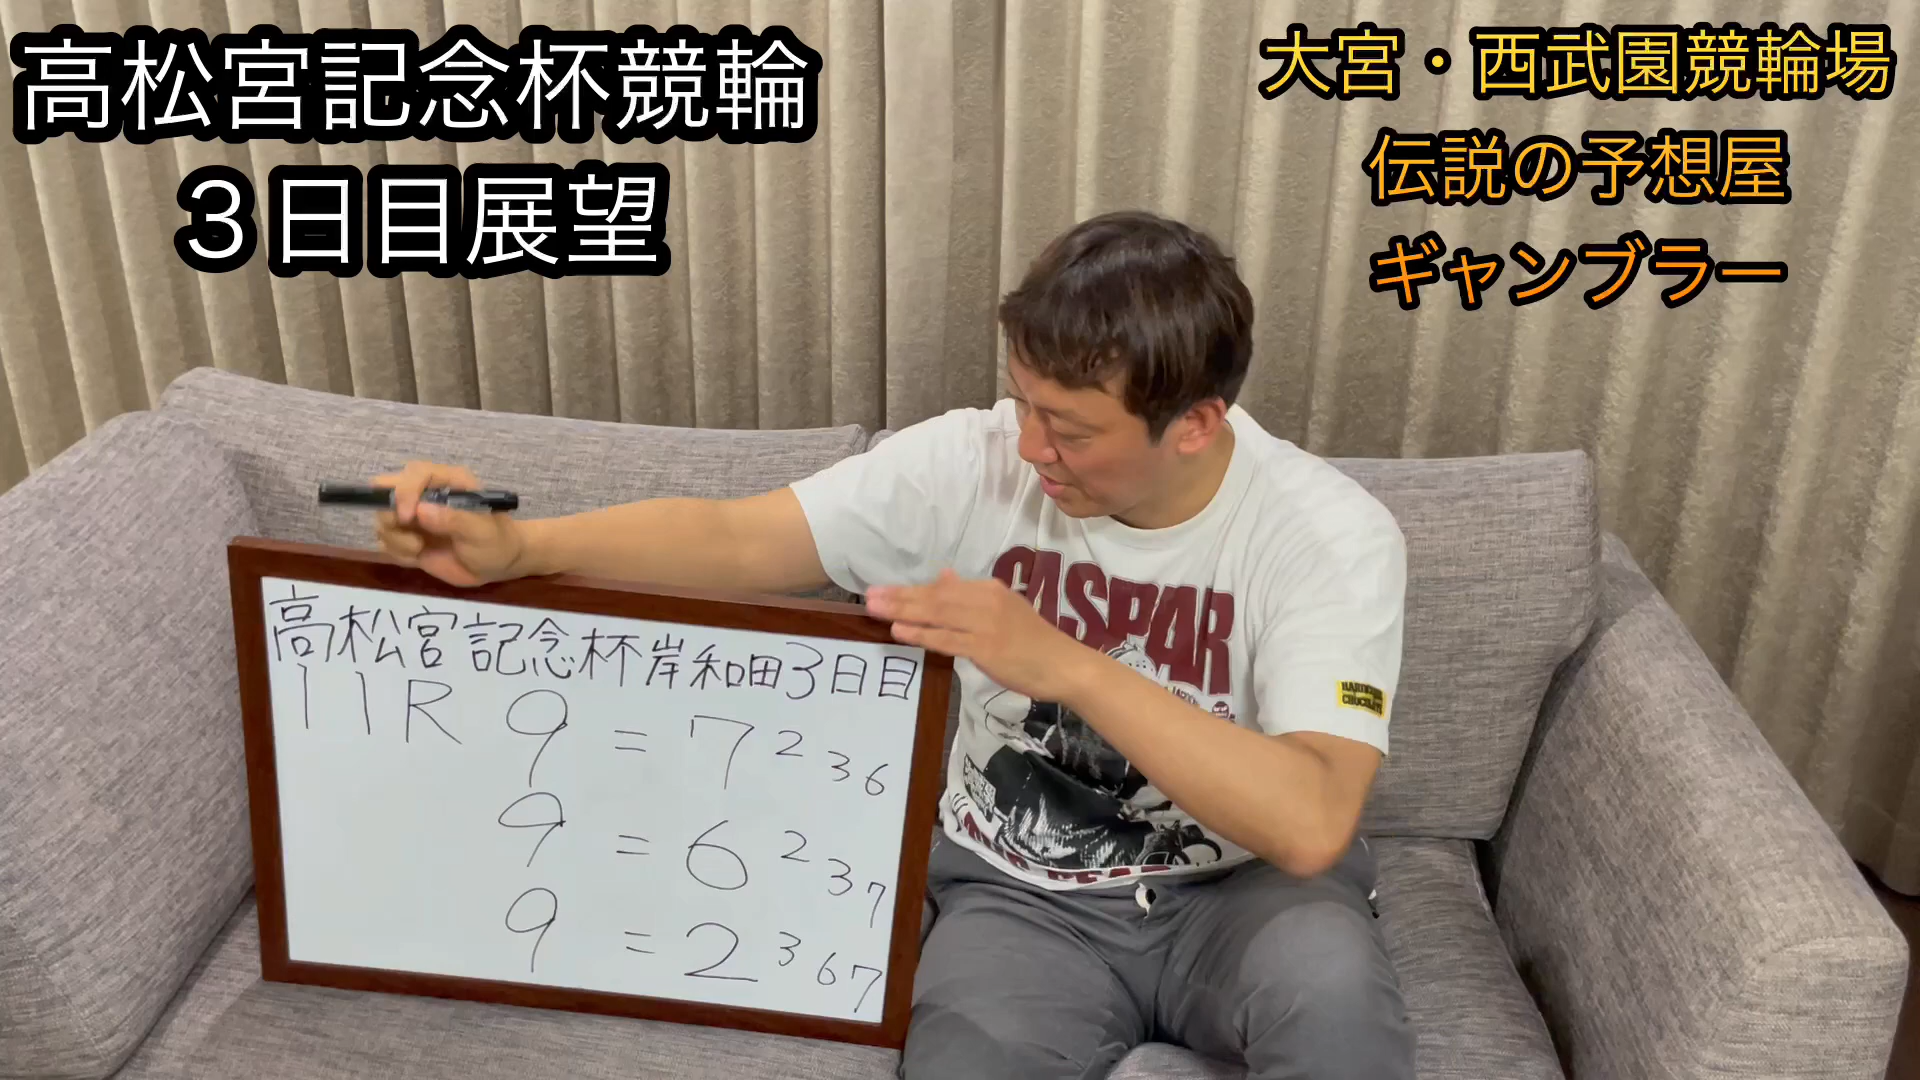 高松宮記念杯競輪
３日目展望
大宮・西武園競輪場
伝説の予想屋
ギャンブラー
高松宮記念杯岸和田3日目
11R 9=7 2 3 6
9=6 2 3 7
9=2 3 6 7
GASPAR
HARDCORE
CHOCOLATE